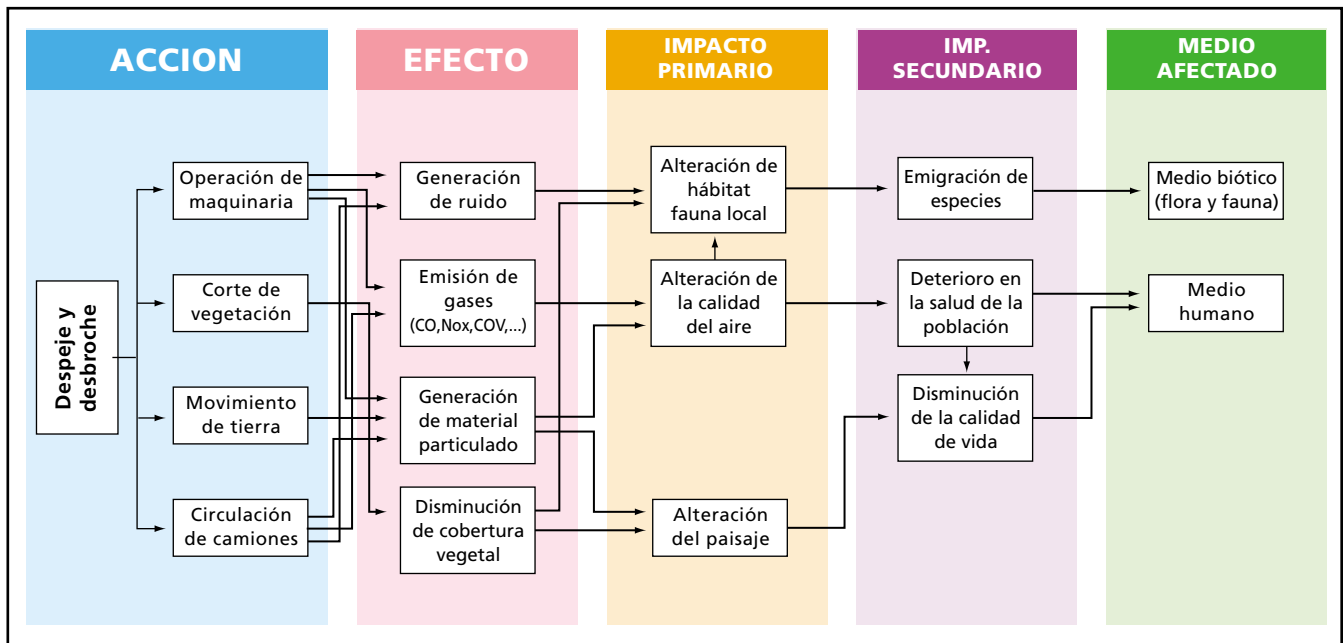 ACCION
EFECTO
IMPACTO
PRIMARIO
IMP.
SECUNDARIO
MEDIO
AFECTADO
Despeje y
desbroche
Operación de
maquinaria
Corte de
vegetación
Movimiento
de tierra
Circulación
de camiones
Generación
de ruido
Emisión de
gases
(CO,Nox,COV,...)
Generación
de material
particulado
Disminución
de cobertura
vegetal
Alteración de
hábitat
fauna local
Alteración de
la calidad
del aire
Alteración
del paisaje
Emigración de
especies
Deterioro en
la salud de la
población
Disminución
de la calidad
de vida
Medio biótico
(flora y fauna)
Medio
humano